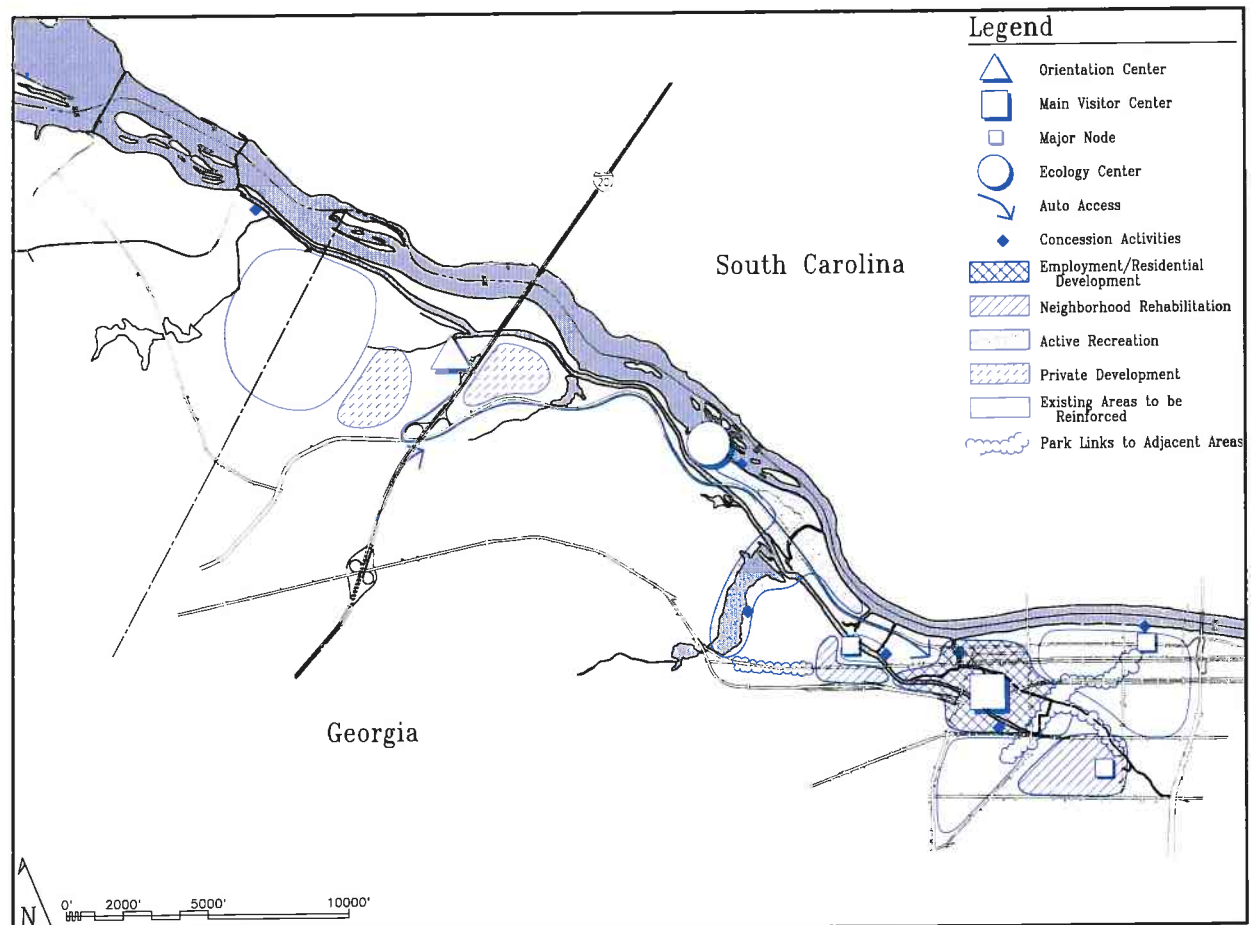 Legend
Orientation Center
Main Visitor Center
Major Node
Ecology Center
Auto Access
Concession Activities
Employment/Residential
Development
Neighborhood Rehabilitation
Active Recreation
Private Development
Existing Areas to be
Reinforced
Park Links to Adjacent Areas
South Carolina
Georgia
N
0' 2000' 5000' 10000'